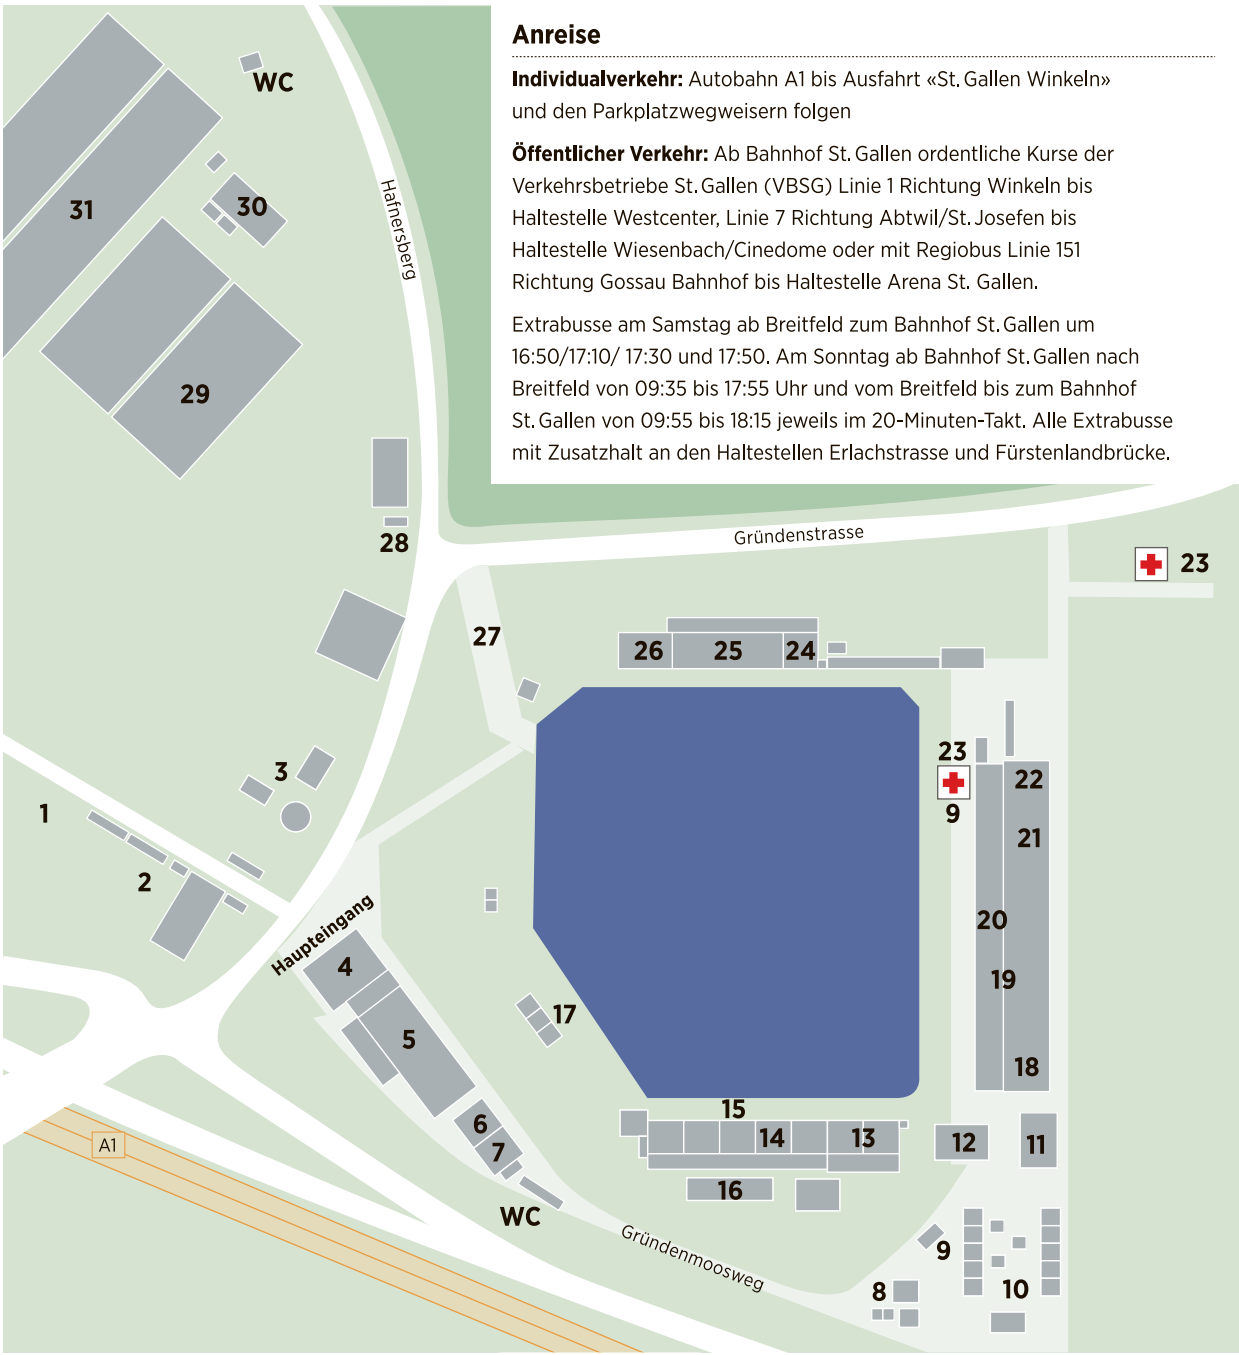 Anreise
Individualverkehr: Autobahn A1 bis Ausfahrt «St. Gallen Winkeln»
und den Parkplatzwegweisern folgen
Öffentlicher Verkehr: Ab Bahnhof St. Gallen ordentliche Kurse der
Verkehrsbetriebe St. Gallen (VBSG) Linie 1 Richtung Winkeln bis
Haltestelle Westcenter, Linie 7 Richtung Abtwil/St. Josefen bis
Haltestelle Wiesenbach/Cinedome oder mit Regiobus Linie 151
Richtung Gossau Bahnhof bis Haltestelle Arena St. Gallen.
Extrabusse am Samstag ab Breitfeld zum Bahnhof St. Gallen um
16:50/17:10/ 17:30 und 17:50. Am Sonntag ab Bahnhof St. Gallen nach
Breitfeld von 09:35 bis 17:55 Uhr und vom Breitfeld bis zum Bahnhof
St. Gallen von 09:55 bis 18:15 jeweils im 20-Minuten-Takt. Alle Extrabusse
mit Zusatzhalt an den Haltestellen Erlachstrasse und Fürstenlandbrücke.
WC
31
30
Hafnersberg
29
28
Gründenstrasse
23
27
26
25
24
23
9
22
21
20
19
18
3
1
2
Haupteingang
4
5
17
6
7
WC
15
14
13
16
12
11
A1
Gründenmoosweg
9
8
10